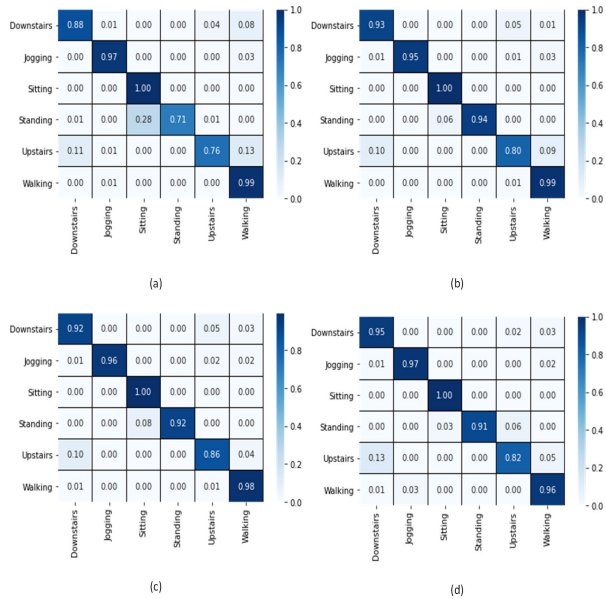 Downstairs 0.88 0.01 0.00 0.00 0.04 0.08
Jogging 0.00 0.97 0.00 0.00 0.00 0.03
Sitting 0.00 0.00 1.00 0.00 0.00 0.00
Standing 0.01 0.00 0.28 0.71 0.01 0.00
Upstairs 0.11 0.01 0.00 0.00 0.76 0.13
Walking 0.00 0.01 0.00 0.00 0.00 0.99
Downstairs Jogging Sitting Standing Upstairs Walking
1.0
0.8
0.6
0.4
0.2
0.0
(a)
Downstairs 0.93 0.00 0.00 0.00 0.05 0.01
Jogging 0.01 0.95 0.00 0.00 0.01 0.03
Sitting 0.00 0.00 1.00 0.00 0.00 0.00
Standing 0.00 0.00 0.06 0.94 0.00 0.00
Upstairs 0.10 0.00 0.00 0.00 0.80 0.09
Walking 0.00 0.00 0.00 0.00 0.01 0.99
Downstairs Jogging Sitting Standing Upstairs Walking
1.0
0.8
0.6
0.4
0.2
0.0
(b)
Downstairs 0.92 0.00 0.00 0.00 0.05 0.03
Jogging 0.01 0.96 0.00 0.00 0.02 0.02
Sitting 0.00 0.00 1.00 0.00 0.00 0.00
Standing 0.00 0.00 0.08 0.92 0.00 0.00
Upstairs 0.10 0.00 0.00 0.00 0.86 0.04
Walking 0.01 0.00 0.00 0.00 0.01 0.98
Downstairs Jogging Sitting Standing Upstairs Walking
0.8
0.6
0.4
0.2
0.0
(c)
Downstairs 0.95 0.00 0.00 0.00 0.02 0.03
Jogging 0.01 0.97 0.00 0.00 0.00 0.02
Sitting 0.00 0.00 1.00 0.00 0.00 0.00
Standing 0.00 0.00 0.03 0.91 0.06 0.00
Upstairs 0.13 0.00 0.00 0.00 0.82 0.05
Walking 0.01 0.03 0.00 0.00 0.00 0.96
Downstairs Jogging Sitting Standing Upstairs Walking
1.0
0.8
0.6
0.4
0.2
0.0
(d)